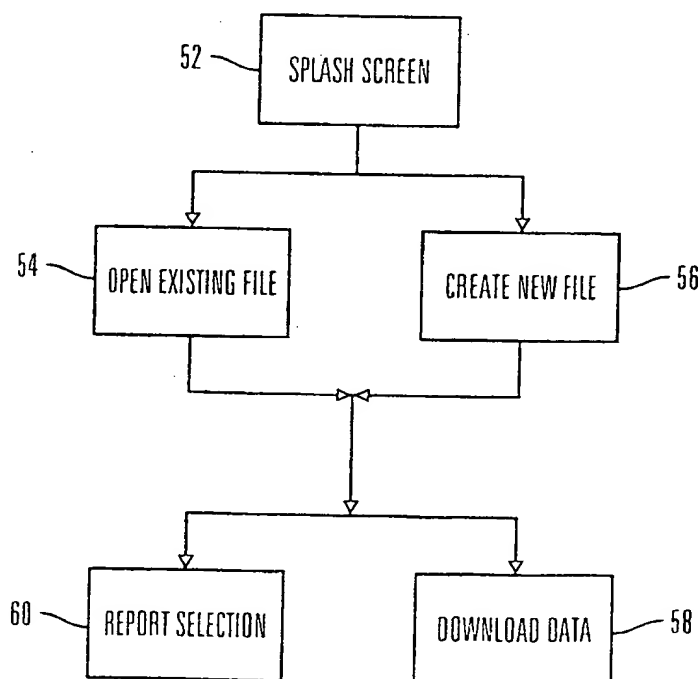 52
SPLASH SCREEN
54
OPEN EXISTING FILE
CREATE NEW FILE
56
60
REPORT SELECTION
DOWNLOAD DATA
58